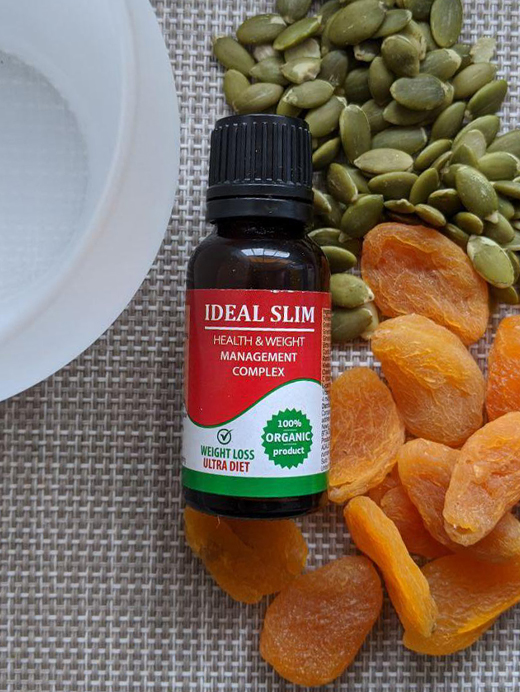 IDEAL SLIM
HEALTH & WEIGHT
MANAGEMENT
COMPLEX
100%
ORGANIC
product
WEIGHT LOSS
ULTRA DIET